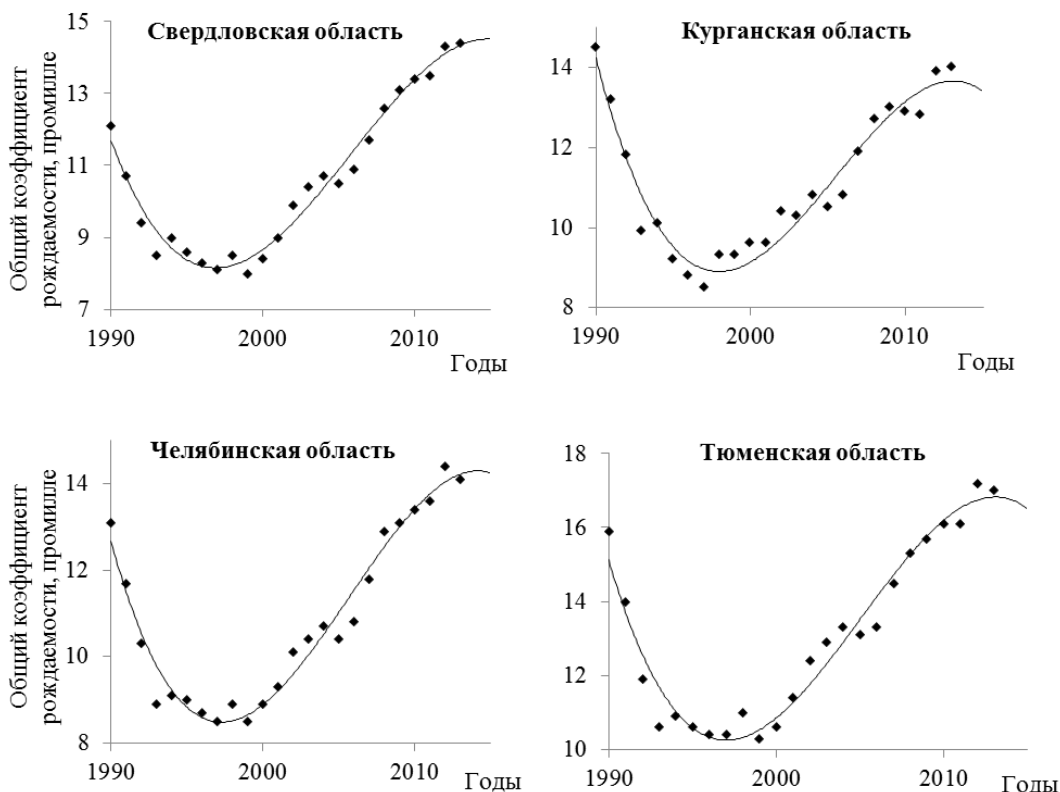 Свердловская область
Общий коэффициент
рождаемости, промилле
15
13
11
9
7
1990
2000
2010
Годы
Курганская область
14
12
10
8
1990
2000
2010
Годы
Челябинская область
Общий коэффициент
рождаемости, промилле
14
12
10
8
1990
2000
2010
Годы
Тюменская область
18
16
14
12
10
1990
2000
2010
Годы